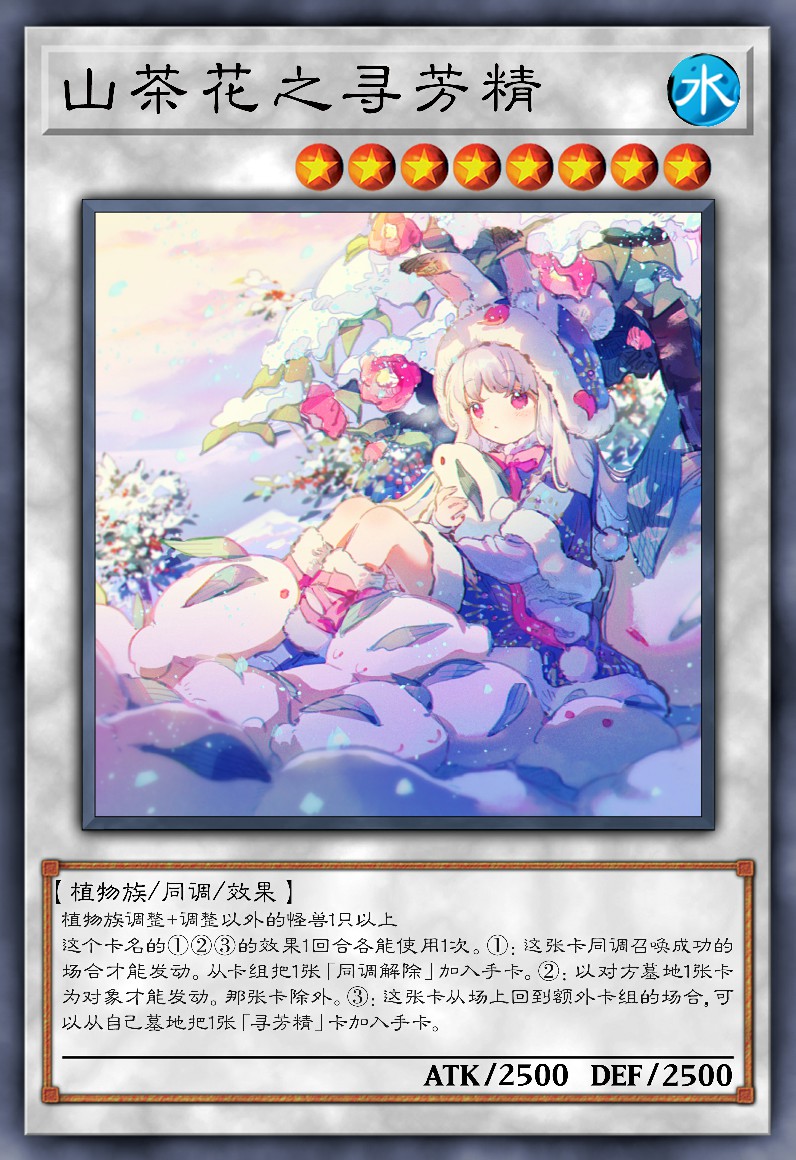 山茶花之寻芳精
水
【植物族/同调/效果】
植物族调整+调整以外的怪兽1只以上
这个卡名的①②③的效果1回合各能使用1次。①：这张卡同调召唤成功的
场合才能发动。从卡组把1张「同调解除」加入手卡。②：以对方墓地1张卡
为对象才能发动。那张卡除外。③：这张卡从场上回到额外卡组的场合，可
以从自己墓地把1张「寻芳精」卡加入手卡。
ATK/2500 DEF/2500